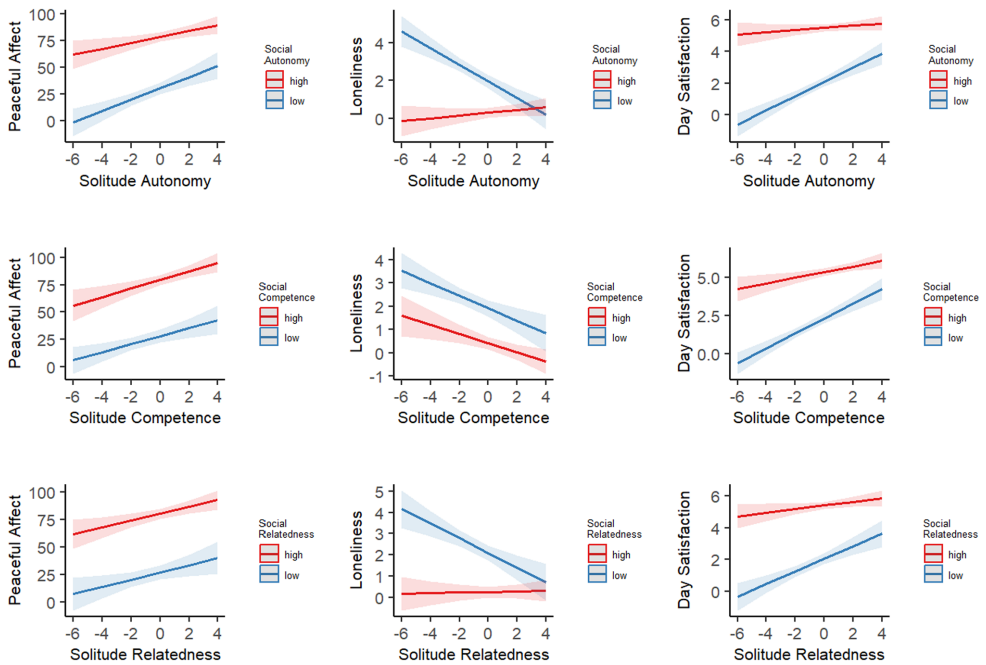 Peaceful Affect
100
75
50
25
0
-6 -4 -2 0 2 4
Solitude Autonomy
Social
Autonomy
high
low
Loneliness
4
2
0
-6 -4 -2 0 2 4
Solitude Autonomy
Social
Autonomy
high
low
Day Satisfaction
6
4
2
0
-6 -4 -2 0 2 4
Solitude Autonomy
Social
Autonomy
high
low
Peaceful Affect
100
75
50
25
0
-6 -4 -2 0 2 4
Solitude Competence
Social
Competence
high
low
Loneliness
4
3
2
1
0
-1
-6 -4 -2 0 2 4
Solitude Competence
Social
Competence
high
low
Day Satisfaction
5.0
2.5
0.0
-6 -4 -2 0 2 4
Solitude Competence
Social
Competence
high
low
Peaceful Affect
100
75
50
25
0
-6 -4 -2 0 2 4
Solitude Relatedness
Social
Relatedness
high
low
Loneliness
5
4
3
2
1
0
-6 -4 -2 0 2 4
Solitude Relatedness
Social
Relatedness
high
low
Day Satisfaction
6
4
2
0
-6 -4 -2 0 2 4
Solitude Relatedness
Social
Relatedness
high
low